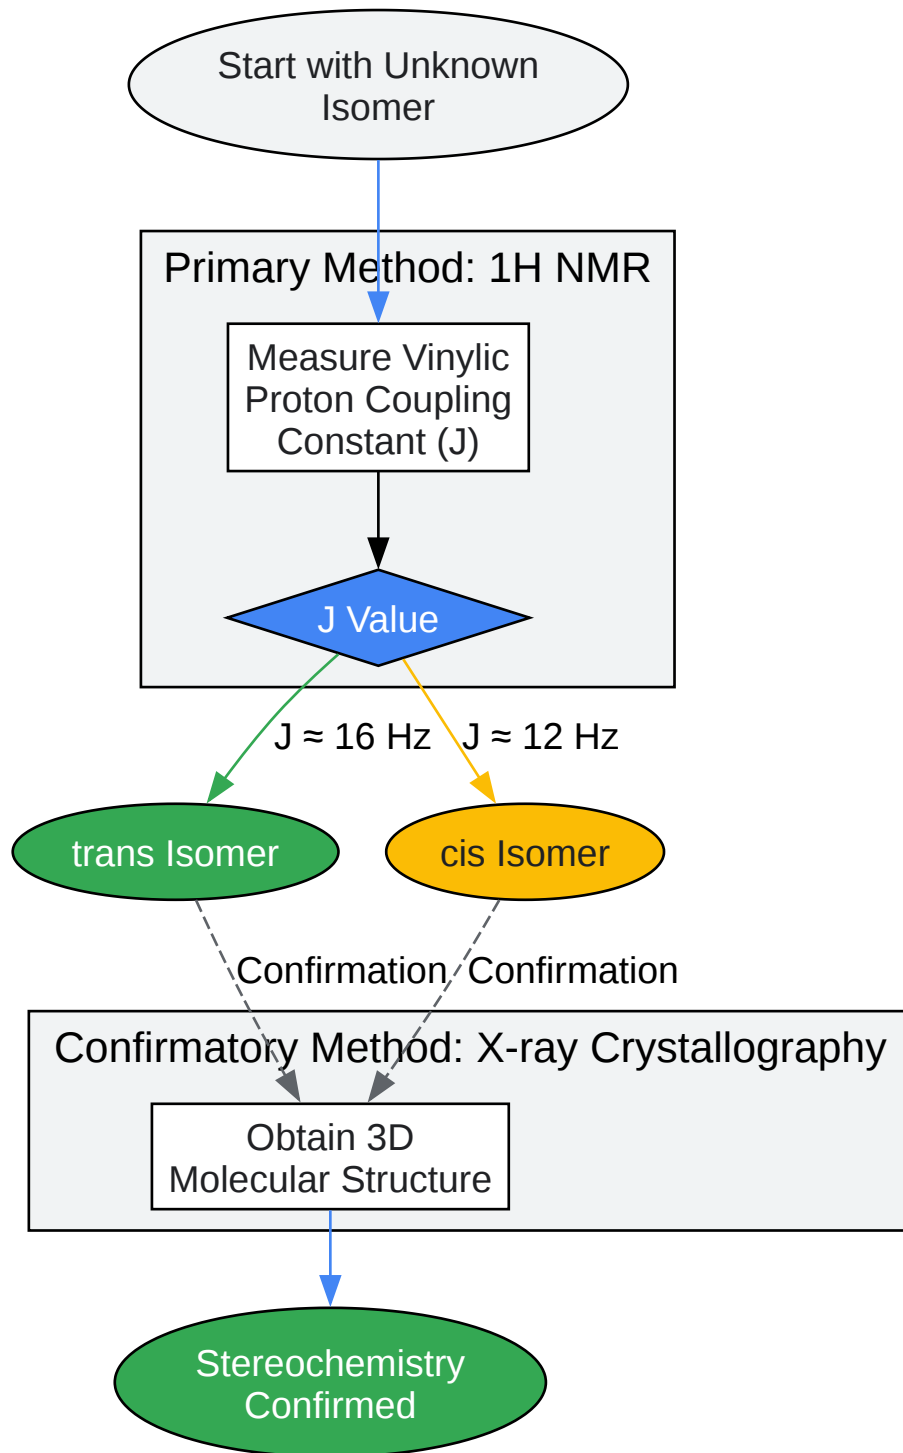 Start with Unknown
Isomer
Primary Method: 1H NMR
Measure Vinylic
Proton Coupling
Constant (J)
J Value
J ≈ 16 Hz
J ≈ 12 Hz
trans Isomer
cis Isomer
Confirmation
Confirmation
Confirmatory Method: X-ray Crystallography
Obtain 3D
Molecular Structure
Stereochemistry
Confirmed